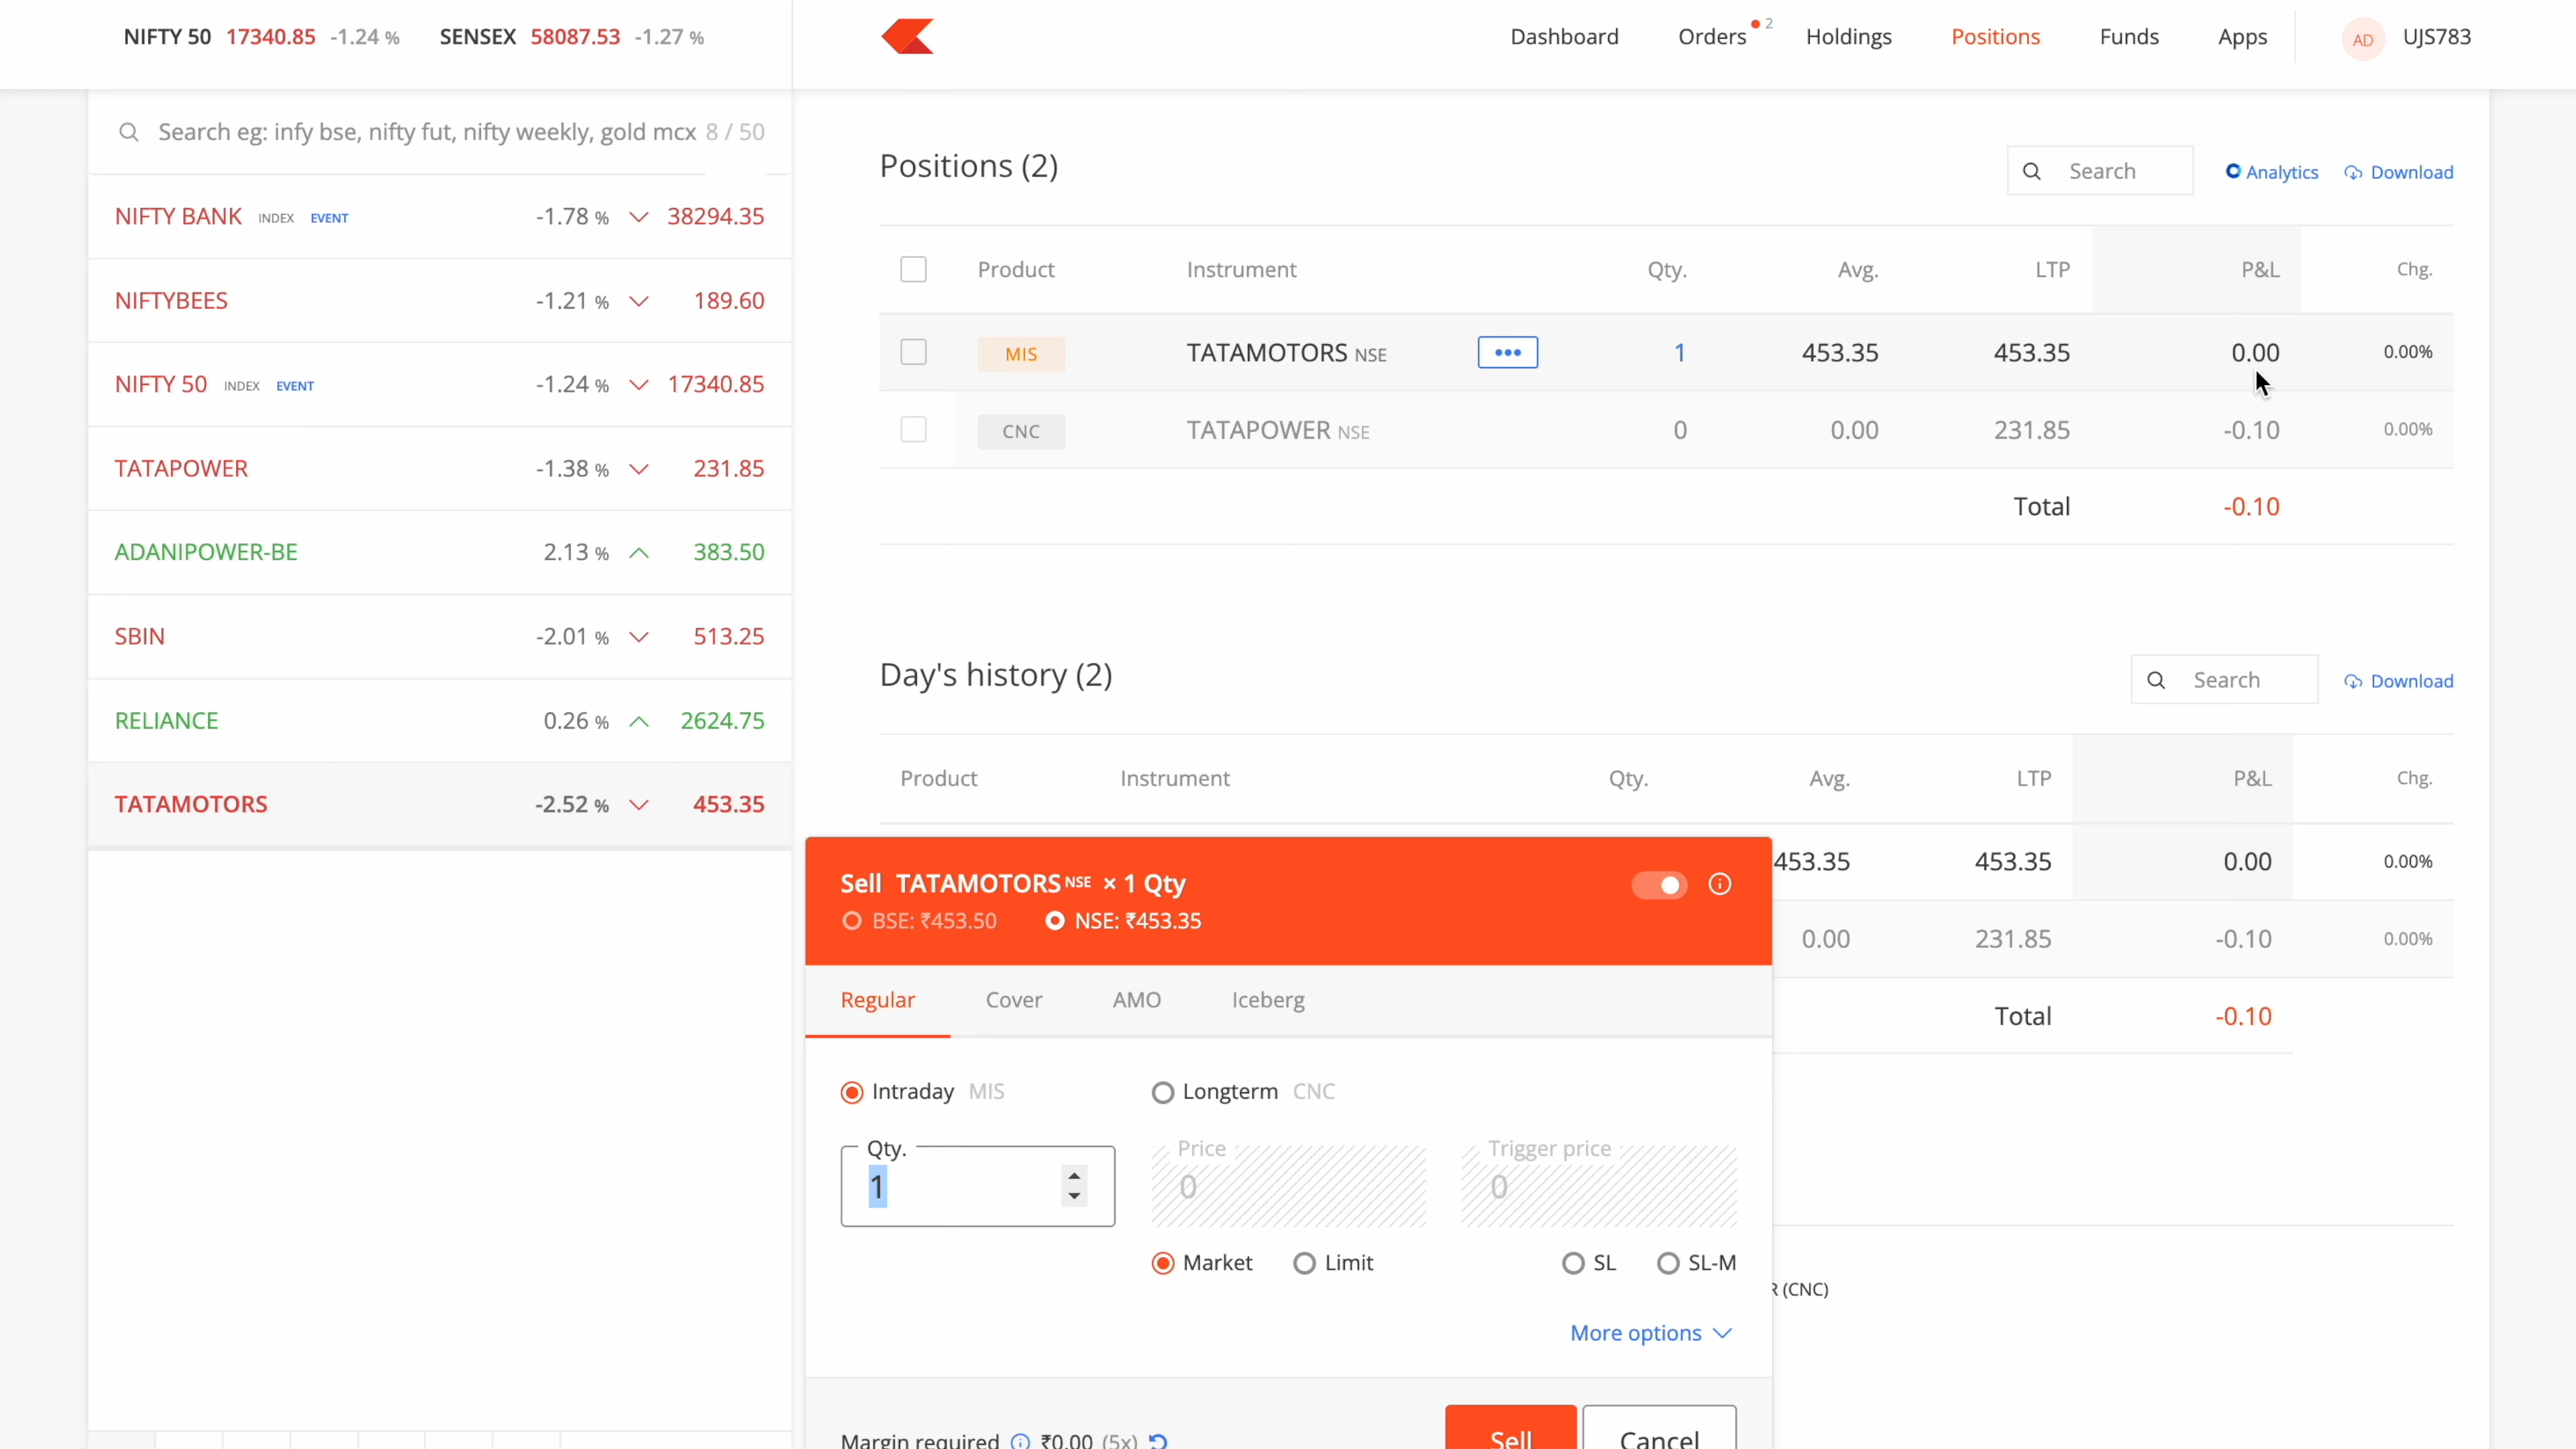 NIFTY 50 17340.85 -1.24 % SENSEX 58087.53 -1.27 %
Dashboard Orders 2 Holdings Positions Funds Apps AD UJS783
Search eg: infy bse, nifty fut, nifty weekly, gold mcx 8 / 50
NIFTY BANK INDEX EVENT -1.78 % 38294.35
NIFTYBEES -1.21 % 189.60
NIFTY 50 INDEX EVENT -1.24 % 17340.85
TATAPOWER -1.38 % 231.85
ADANIPOWER-BE 2.13 % 383.50
SBIN -2.01 % 513.25
RELIANCE 0.26 % 2624.75
TATAMOTORS -2.52 % 453.35
Positions (2) Search Analytics Download
Product Instrument Qty. Avg. LTP P&L Chg.
MIS TATAMOTORS NSE ••• 1 453.35 453.35 0.00 0.00%
CNC TATAPOWER NSE 0 0.00 231.85 -0.10 0.00%
Total -0.10
Day's history (2) Search Download
Product Instrument Qty. Avg. LTP P&L Chg.
453.35 453.35 0.00 0.00%
0.00 231.85 -0.10 0.00%
Total -0.10
R (CNC)
Sell TATAMOTORS NSE × 1 Qty
BSE: ₹453.50 NSE: ₹453.35
Regular Cover AMO Iceberg
Intraday MIS Longterm CNC
Qty. Price Trigger price
1 0 0
Market Limit SL SL-M
More options
Margin required ₹0.00 (5x) Sell Cancel